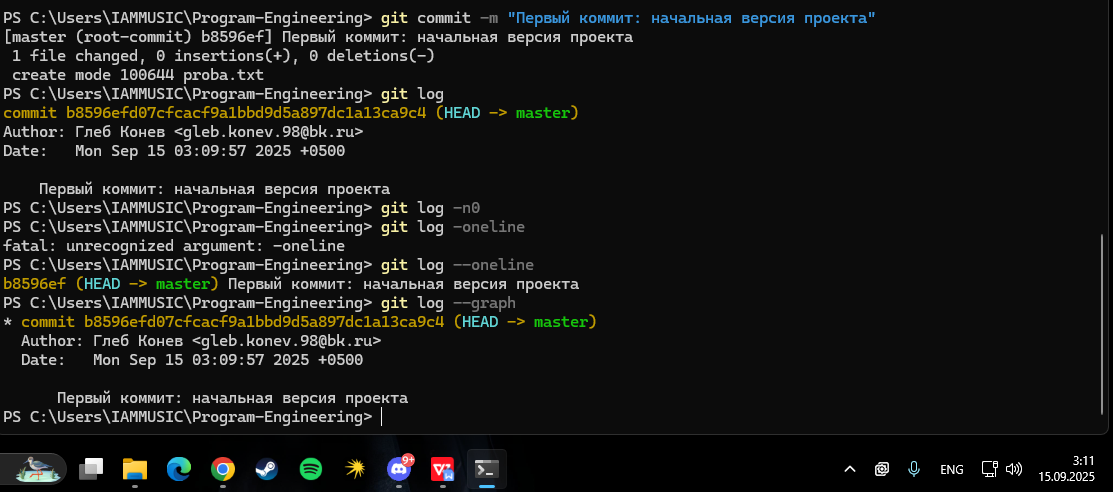 PS C:\Users\IAMMUSIC\Program-Engineering> git commit -m "Первый коммит: начальная версия проекта"
[master (root-commit) b8596ef] Первый коммит: начальная версия проекта
 1 file changed, 0 insertions(+), 0 deletions(-)
 create mode 100644 proba.txt
PS C:\Users\IAMMUSIC\Program-Engineering> git log
commit b8596efd07cfcacf9a1bbd9d5a897dc1a13ca9c4 (HEAD -> master)
Author: Глеб Конев <gleb.konev.98@bk.ru>
Date:   Mon Sep 15 03:09:57 2025 +0500

    Первый коммит: начальная версия проекта
PS C:\Users\IAMMUSIC\Program-Engineering> git log -n0
PS C:\Users\IAMMUSIC\Program-Engineering> git log -oneline
fatal: unrecognized argument: -oneline
PS C:\Users\IAMMUSIC\Program-Engineering> git log --oneline
b8596ef (HEAD -> master) Первый коммит: начальная версия проекта
PS C:\Users\IAMMUSIC\Program-Engineering> git log --graph
* commit b8596efd07cfcacf9a1bbd9d5a897dc1a13ca9c4 (HEAD -> master)
  Author: Глеб Конев <gleb.konev.98@bk.ru>
  Date:   Mon Sep 15 03:09:57 2025 +0500

      Первый коммит: начальная версия проекта
PS C:\Users\IAMMUSIC\Program-Engineering>
9+
ENG
3:11
15.09.2025